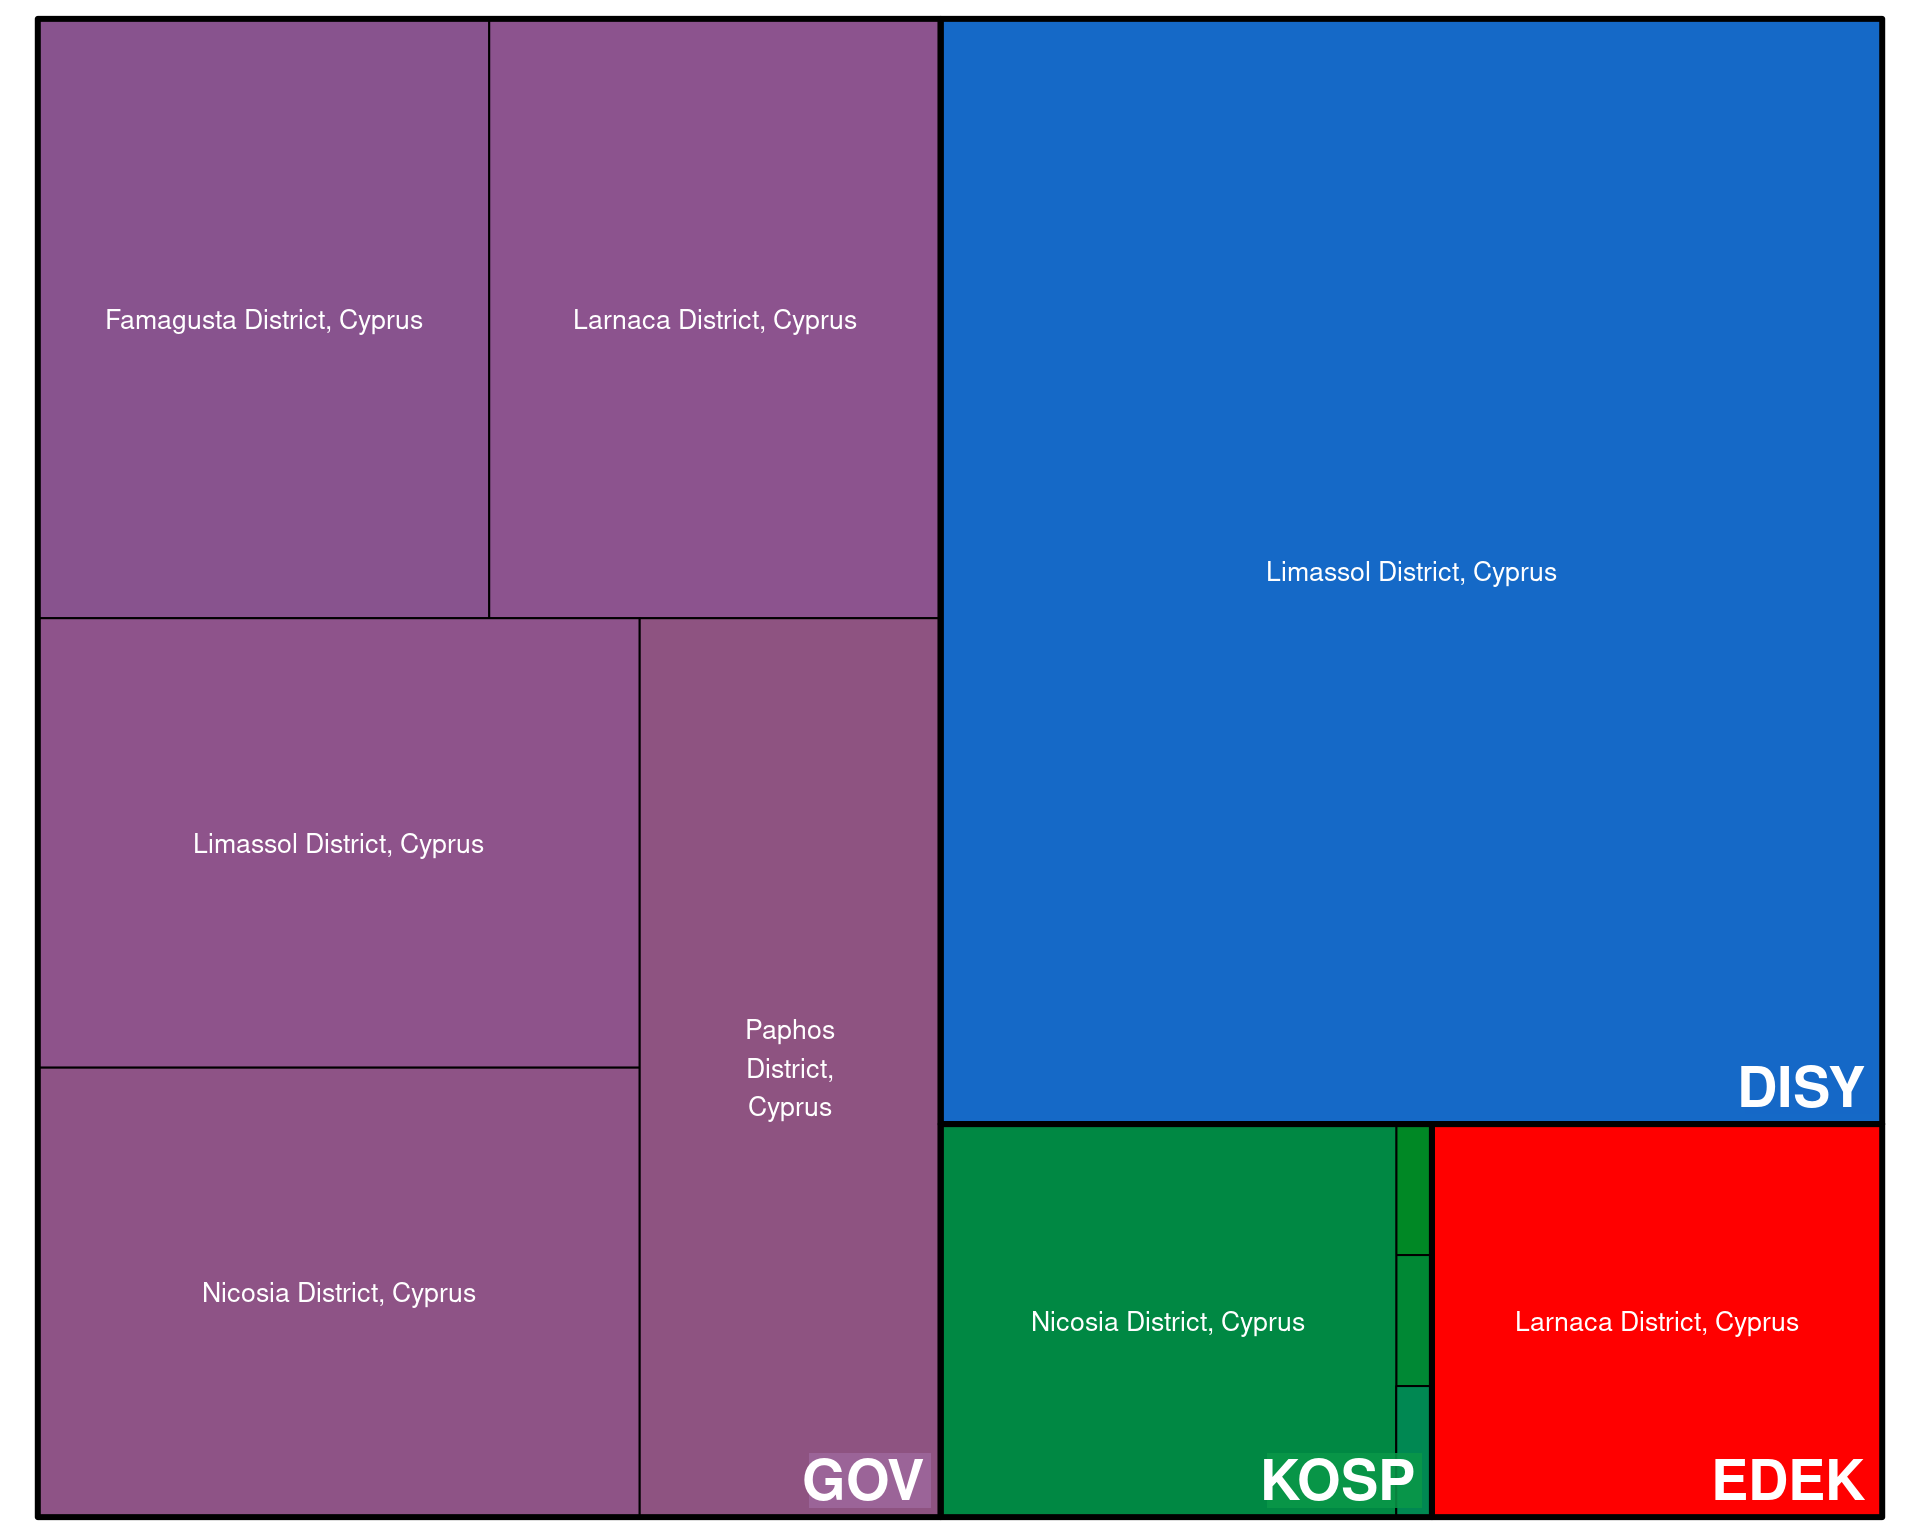 Famagusta District, Cyprus
Larnaca District, Cyprus
Limassol District, Cyprus
Nicosia District, Cyprus
Paphos
District,
Cyprus
GOV
Limassol District, Cyprus
DISY
Nicosia District, Cyprus
KOSP
Larnaca District, Cyprus
EDEK